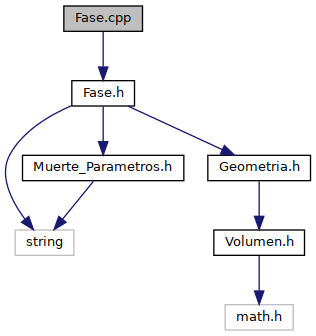 Fase.cpp
Fase.h
Muerte_Parametros.h
Geometria.h
string
Volumen.h
math.h